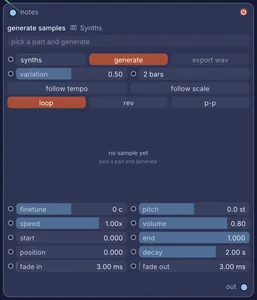 notes
generate samples Synths
pick a part and generate
synths generate export wav
variation 0.50 2 bars
follow tempo follow scale
loop rev p-p
no sample yet
pick a part and generate
finetune 0 c pitch 0.0 st
speed 1.00x volume 0.80
start 0.000 end 1.000
position 0.000 decay 2.00 s
fade in 3.00 ms fade out 3.00 ms
out